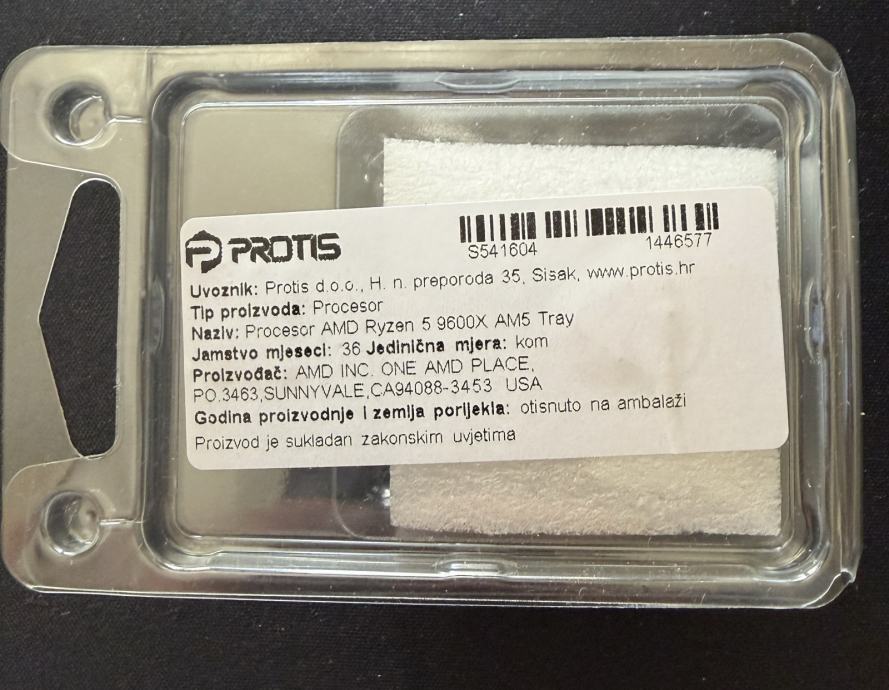 PROTIS
S541604 1446577
Uvoznik: Protis d.o.o., H. n. preporoda 35, Sisak, www.protis.hr
Tip proizvoda: Procesor
Naziv: Procesor AMD Ryzen 5 9600X AM5 Tray
Jamstvo mjeseci: 36 Jedinična mjera: kom
Proizvođač: AMD INC. ONE AMD PLACE,
PO.3463,SUNNYVALE,CA94088-3453 USA
Godina proizvodnje i zemlja porijekla: otisnuto na ambalaži
Proizvod je sukladan zakonskim uvjetima